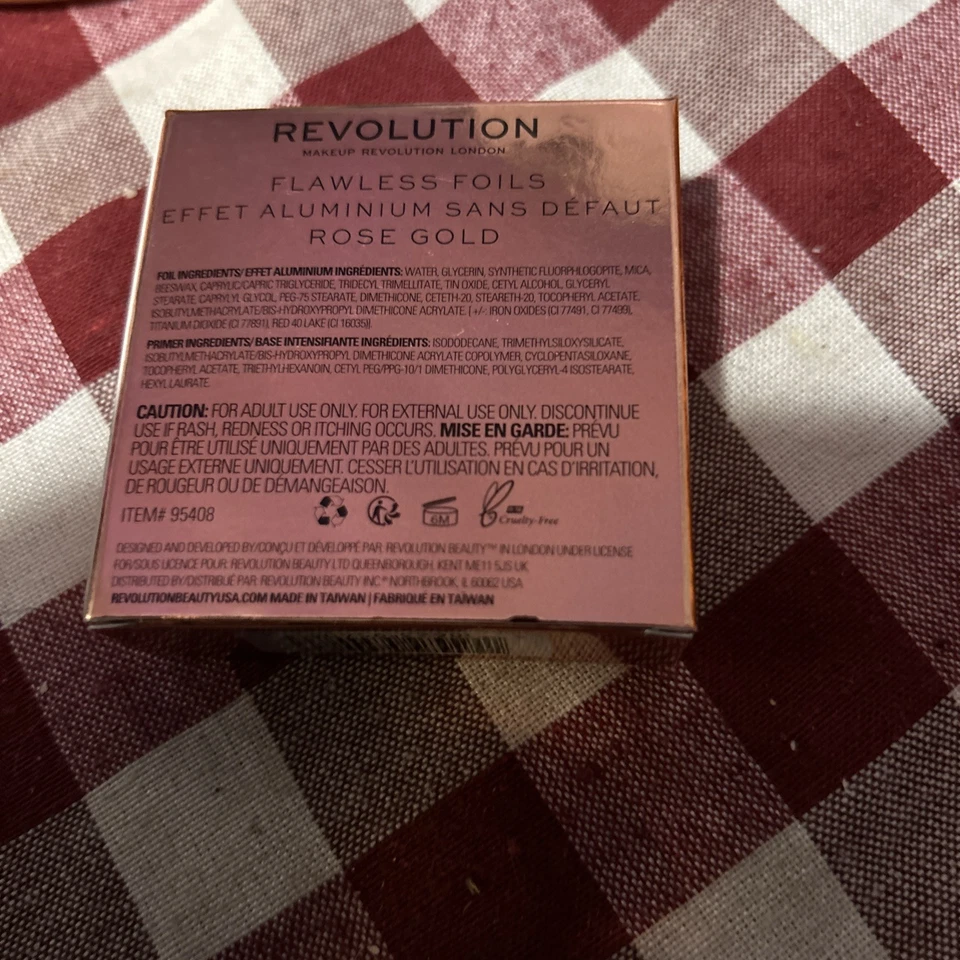 REVOLUTION
MAKEUP REVOLUTION LONDON
FLAWLESS FOILS
EFFET ALUMINIUM SANS DÉFAUT
ROSE GOLD
FOIL INGREDIENTS/ EFFET ALUMINIUM INGRÉDIENTS: WATER, GLYCERIN, SYNTHETIC FLUORPHLOGOPITE, MICA,
BEESWAX, CAPRYLIC/CAPRIC TRIGLYCERIDE, TRIDECYL TRIMELLITATE, TIN OXIDE, CETYL ALCOHOL, GLYCERYL
STEARATE, CAPRYLYL GLYCOL, PEG-75 STEARATE, DIMETHICONE, CETETH-20, STEARETH-20, TOCOPHERYL ACETATE,
ISOBUTYLMETHACRYLATE/BIS-HYDROXYPROPYL DIMETHICONE ACRYLATE. [ +/-: IRON OXIDES (CI 77491, CI 77499),
TITANIUM DIOXIDE (CI 77891), RED 40 LAKE (CI 16035)].
PRIMER INGREDIENTS/ BASE INTENSIFIANTE INGRÉDIENTS: ISODODECANE, TRIMETHYLSILOXYSILICATE,
ISOBUTYLMETHACRYLATE/BIS-HYDROXYPROPYL DIMETHICONE ACRYLATE COPOLYMER, CYCLOPENTASILOXANE,
TOCOPHERYL ACETATE, TRIETHYLHEXANOIN, CETYL PEG/PPG-10/1 DIMETHICONE, POLYGLYCERYL-4 ISOSTEARATE,
HEXYL LAURATE.
CAUTION: FOR ADULT USE ONLY. FOR EXTERNAL USE ONLY. DISCONTINUE
USE IF RASH, REDNESS OR ITCHING OCCURS. MISE EN GARDE: PRÉVU
POUR ÊTRE UTILISÉ UNIQUEMENT PAR DES ADULTES. PRÉVU POUR UN
USAGE EXTERNE UNIQUEMENT. CESSER L'UTILISATION EN CAS D'IRRITATION,
DE ROUGEUR OU DE DÉMANGEAISON.
ITEM# 95408
6M
Cruelty-Free
DESIGNED AND DEVELOPED BY/CONÇU ET DÉVELOPPÉ PAR: REVOLUTION BEAUTY™ IN LONDON UNDER LICENSE
FOR/SOUS LICENCE POUR: REVOLUTION BEAUTY LTD QUEENBOROUGH, KENT ME11 5JS UK
DISTRIBUTED BY/DISTRIBUÉ PAR: REVOLUTION BEAUTY INC® NORTHBROOK, IL 60062 USA
REVOLUTIONBEAUTYUSA.COM MADE IN TAIWAN | FABRIQUÉ EN TAÏWAN